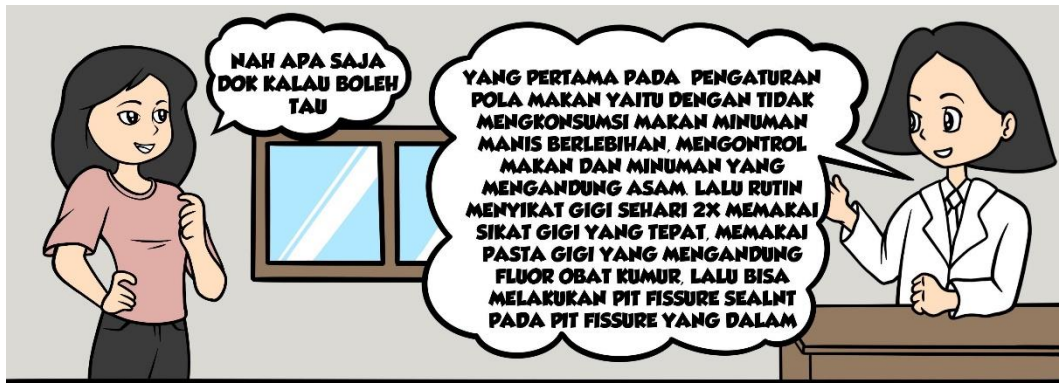 NAH APA SAJA
DOK KALAU BOLEH
TAU
YANG PERTAMA PADA PENGATURAN
POLA MAKAN YAITU DENGAN TIDAK
MENGKONSUMSI MAKAN MINUMAN
MANIS BERLEBIHAN, MENGONTROL
MAKAN DAN MINUMAN YANG
MENGANDUNG ASAM. LALU RUTIN
MENYIKAT GIGI SEHARI 2X MEMAKAI
SIKAT GIGI YANG TEPAT, MEMAKAI
PASTA GIGI YANG MENGANDUNG
FLUOR OBAT KUMUR, LALU BISA
MELAKUKAN PIT FISSURE SEALNT
PADA PIT FISSURE YANG DALAM